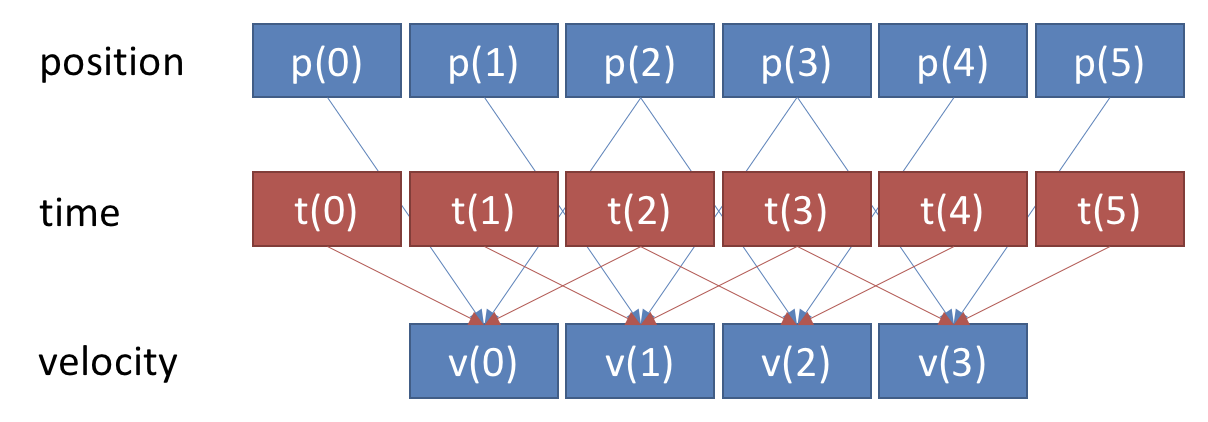 position p(0) p(1) p(2) p(3) p(4) p(5)
time t(0) t(1) t(2) t(3) t(4) t(5)
velocity v(0) v(1) v(2) v(3)